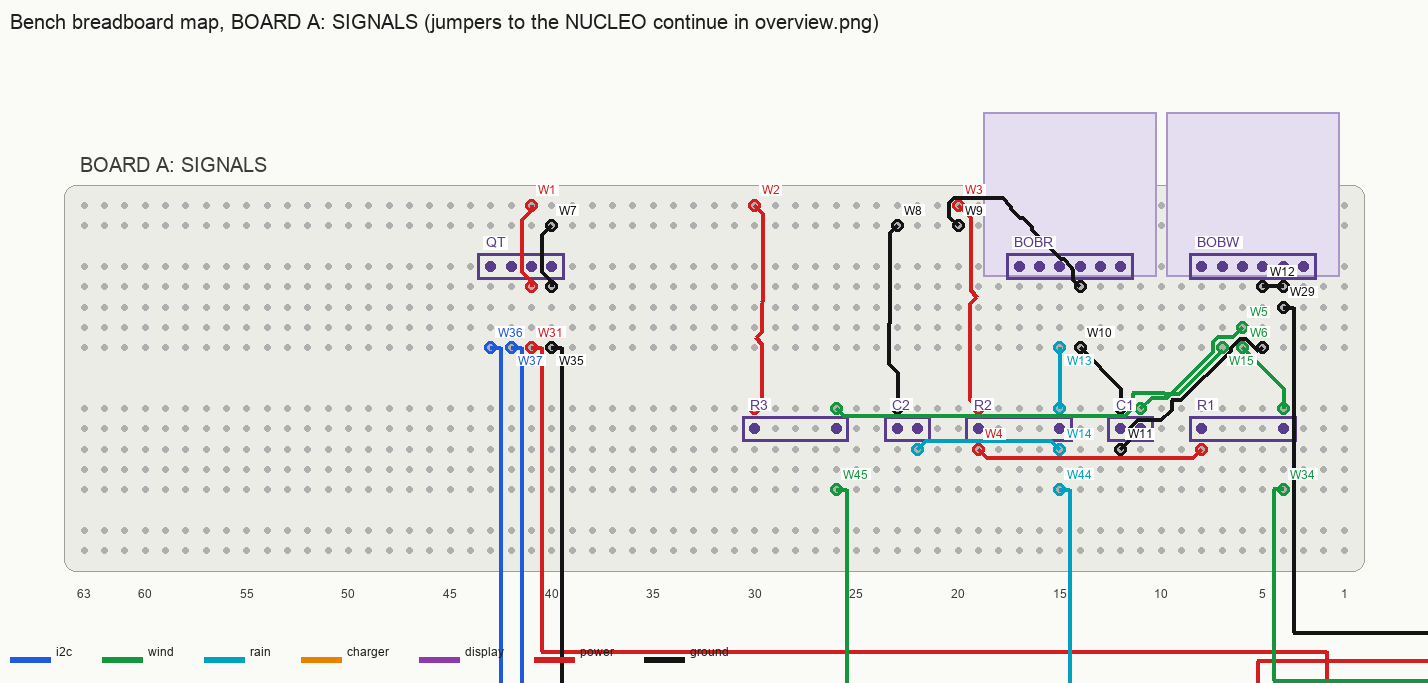 Bench breadboard map, BOARD A: SIGNALS (jumpers to the NUCLEO continue in overview.png)
BOARD A: SIGNALS
W1
W2
W3
W7
W8
W9
QT
BOBR
BOBW
W12
W29
W5
W36
W31
W10
W6
W37
W35
W13
W15
R3
C2
R2
C1
R1
W4
W14
W11
W45
W44
W34
63
60
55
50
45
40
35
30
25
20
15
10
5
1
i2c
wind
rain
charger
display
power
ground